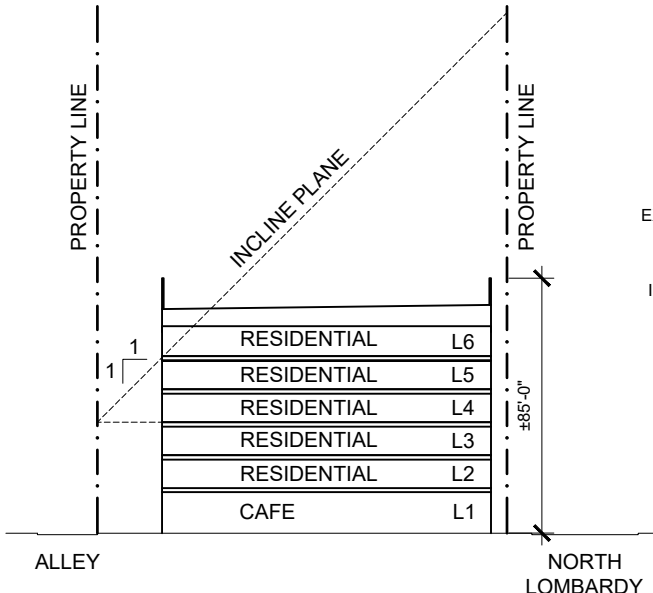 PROPERTY LINE
INCLINE PLANE
PROPERTY LINE
E
I
1
1
RESIDENTIAL L6
RESIDENTIAL L5
RESIDENTIAL L4
RESIDENTIAL L3
RESIDENTIAL L2
CAFE L1
±85'-0"
ALLEY
NORTH
LOMBARDY